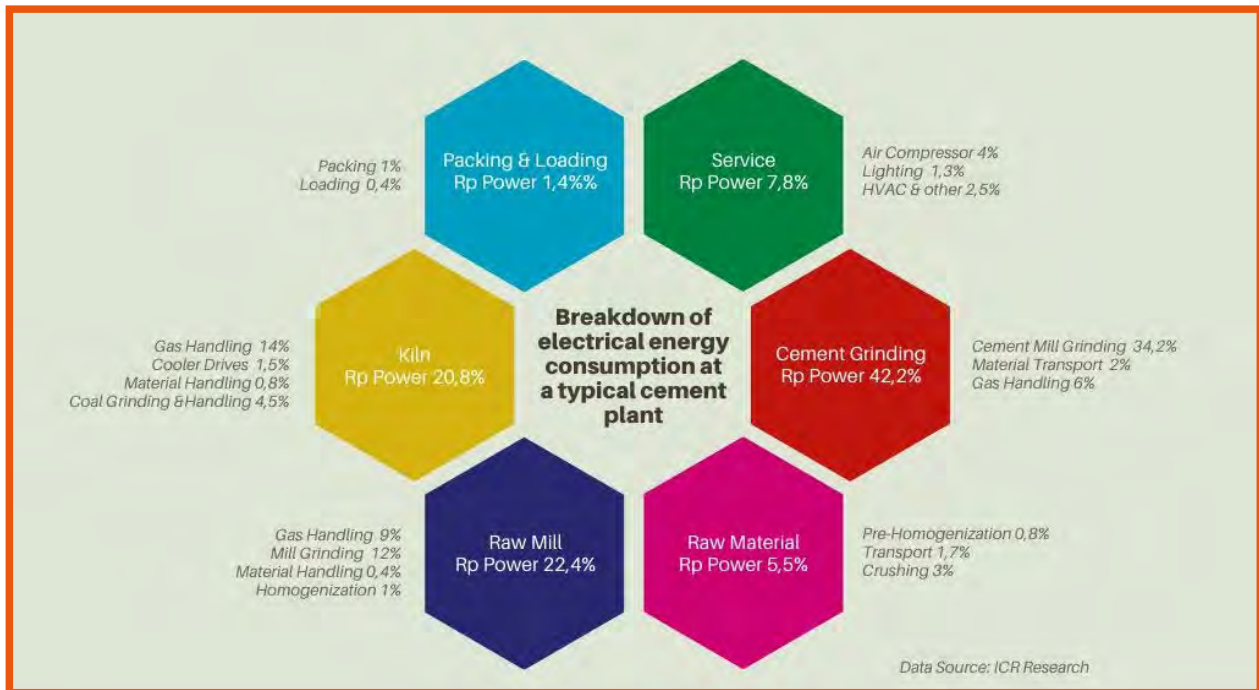 Packing 1%
Loading 0,4%
Packing & Loading
Rp Power 1,4%%
Service
Rp Power 7,8%
Air Compressor 4%
Lighting 1,3%
HVAC & other 2,5%
Gas Handling 14%
Cooler Drives 1,5%
Material Handling 0,8%
Coal Grinding &Handling 4,5%
Kiln
Rp Power 20,8%
Breakdown of
electrical energy
consumption at
a typical cement
plant
Cement Grinding
Rp Power 42,2%
Cement Mill Grinding 34,2%
Material Transport 2%
Gas Handling 6%
Gas Handling 9%
Mill Grinding 12%
Material Handling 0,4%
Homogenization 1%
Raw Mill
Rp Power 22,4%
Raw Material
Rp Power 5,5%
Pre-Homogenization 0,8%
Transport 1,7%
Crushing 3%
Data Source: ICR Research